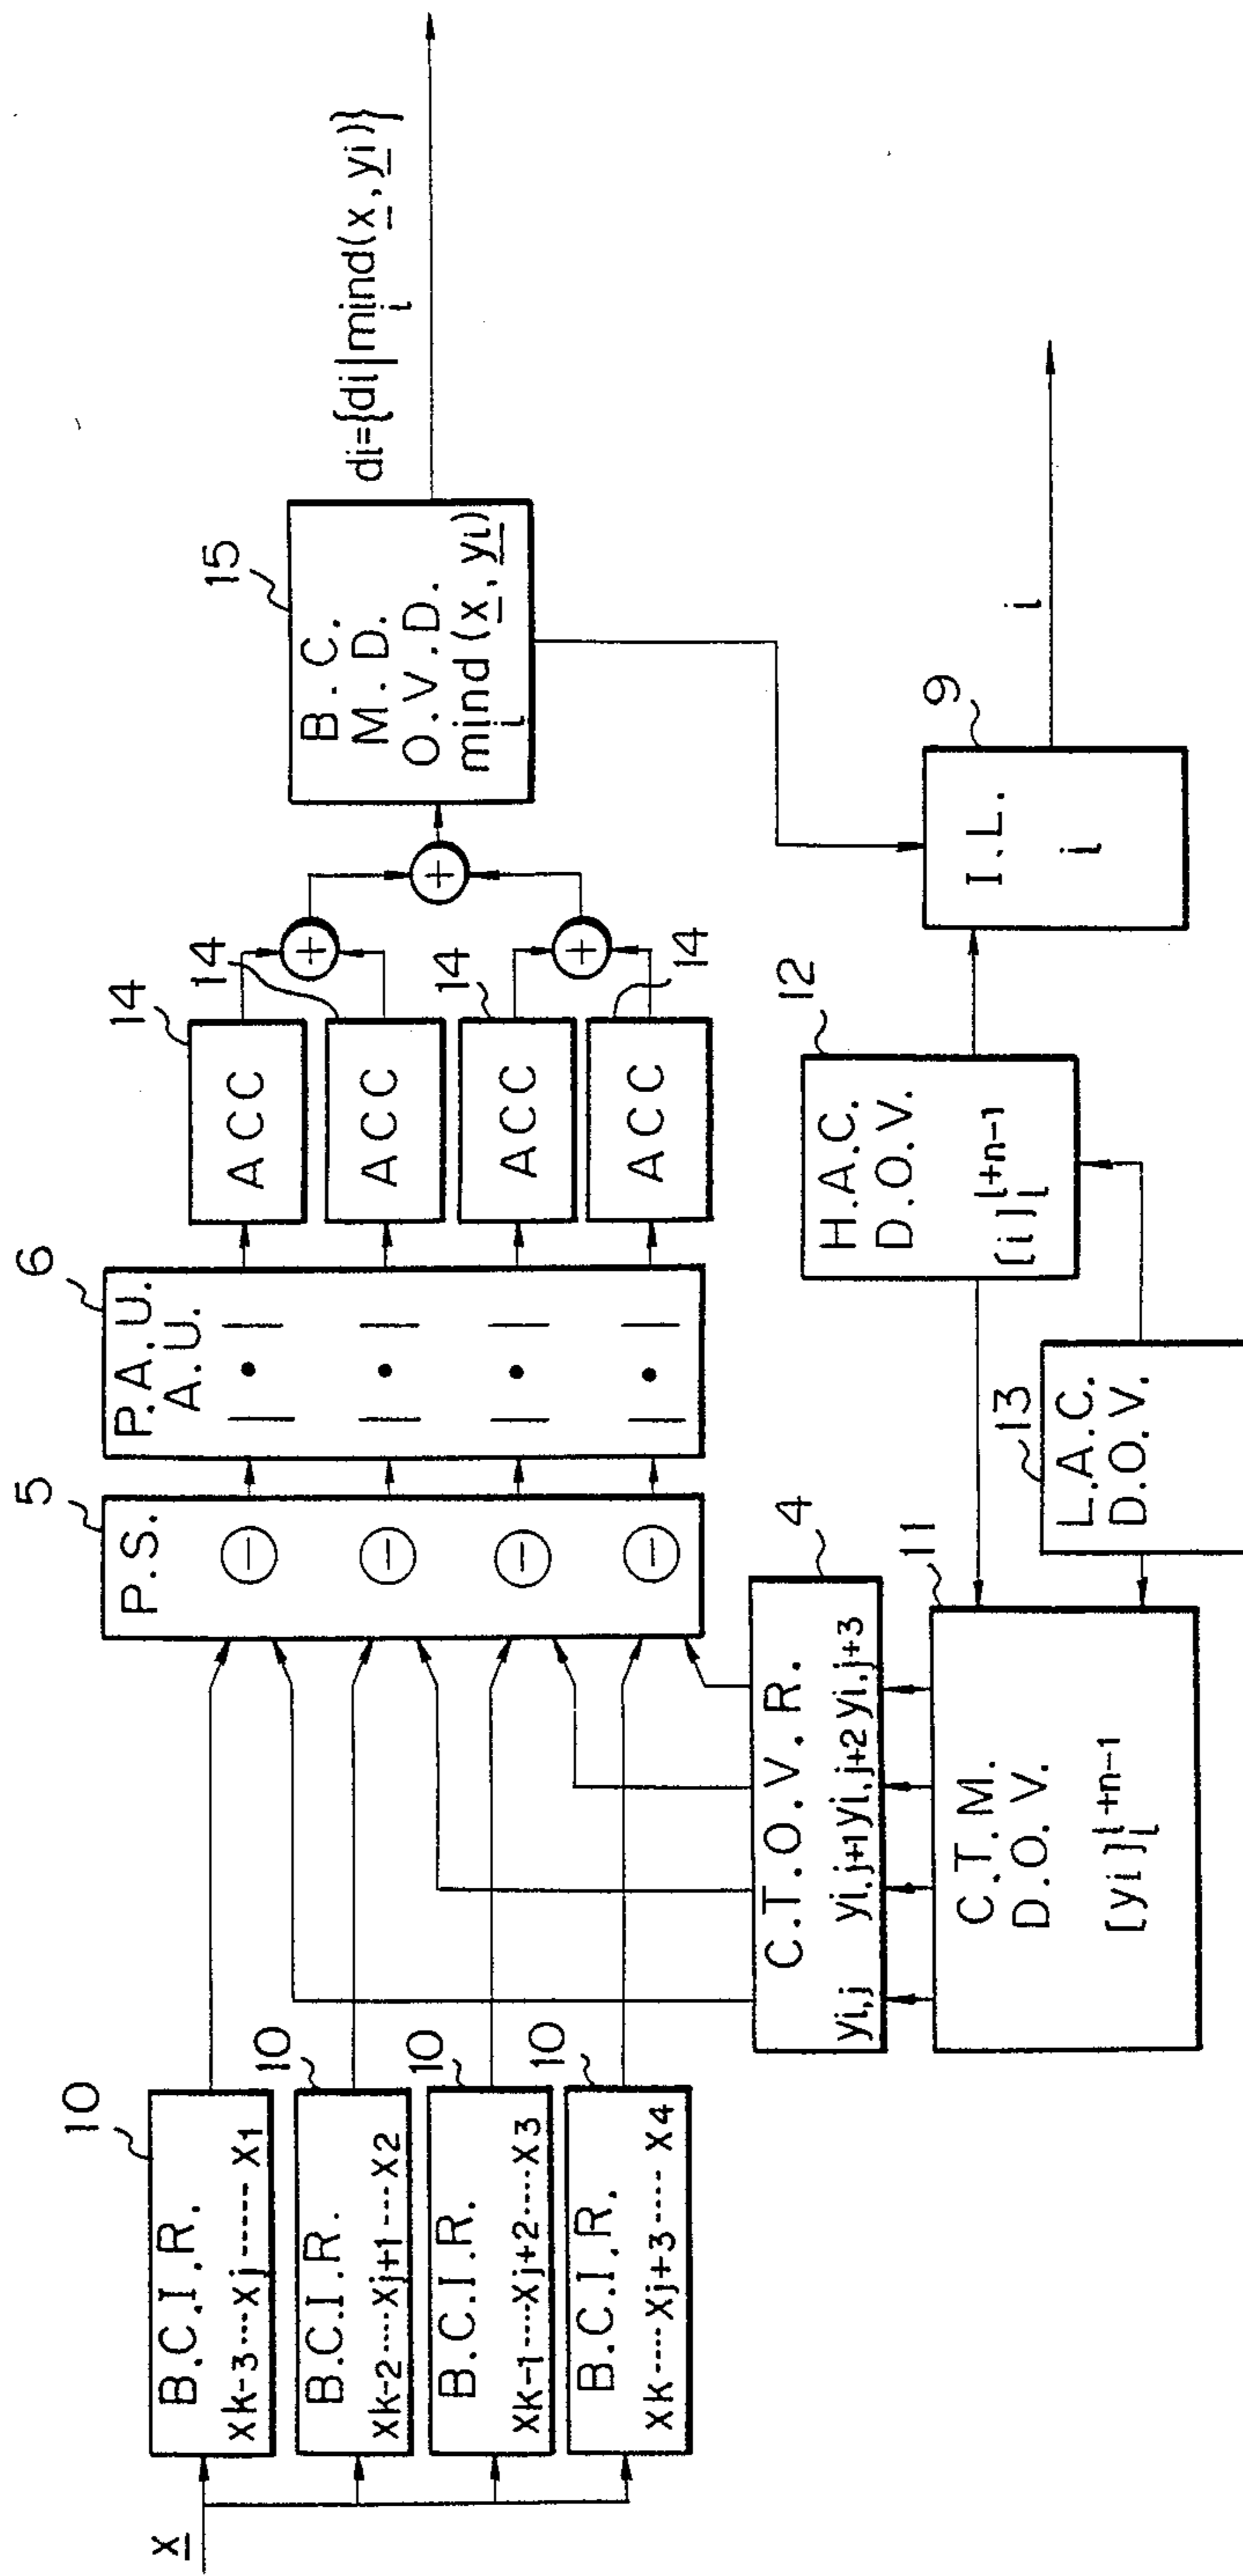 x
10
B.C.I.R.
xk-3---xj-----x1
10
B.C.I.R.
xk-2----xj+1---x2
10
B.C.I.R.
xk-1----xj+2----x3
10
B.C.I.R.
xk----xj+3---- x4
5
P.S.
− − − −
6
P.A.U.
A.U.
|•| |•| |•| |•|
14
ACC
14
ACC
14
ACC
14
ACC
+
+
+
15
B.C.
M.D.
O.V.D.
mind(x, yi)
i
di={di|mind(x, yi)}
i
4
C.T.O.V.R.
yi,j yi,j+1 yi,j+2 yi,j+3
11
C.T.M.
D.O.V.
[yi]l l+n-1
13
L.A.C.
D.O.V.
12
H.A.C.
D.O.V.
[i]l l+n-1
9
I.L.
i
i